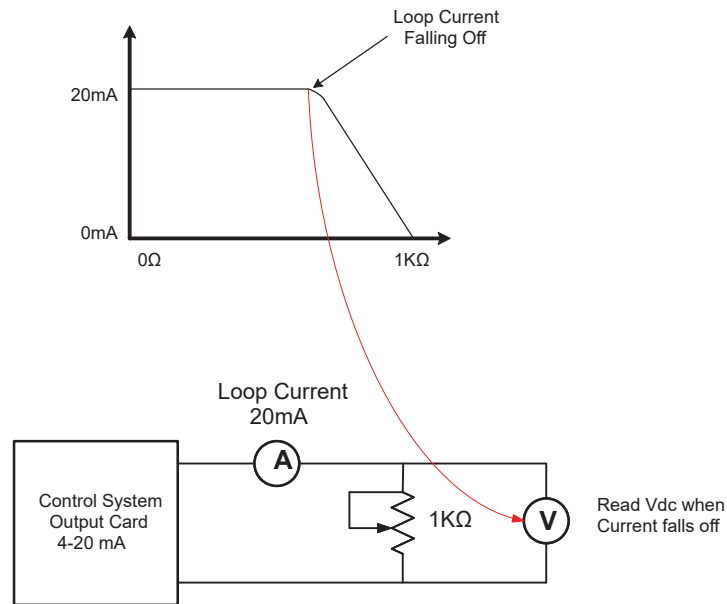 Loop Current
Falling Off
20mA
0mA
0Ω
1KΩ
Loop Current
20mA
A
Control System
Output Card
4-20 mA
1KΩ
V
Read Vdc when
Current falls off